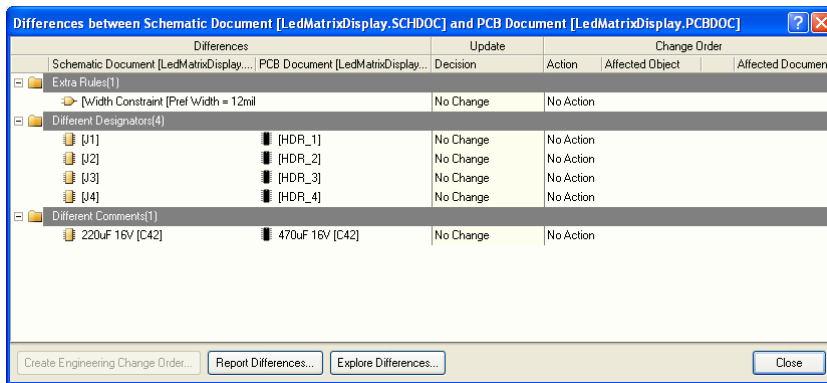 Differences between Schematic Document [LedMatrixDisplay.SCHDOC] and PCB Document [LedMatrixDisplay.PCBDOC]
Differences Update Change Order
Schematic Document [LedMatrixDisplay.... PCB Document [LedMatrixDisplay... Decision Action Affected Object Affected Documen
Extra Rules(1)
[Width Constraint [Pref Width = 12mil No Change No Action
Different Designators(4)
[J1] [HDR_1] No Change No Action
[J2] [HDR_2] No Change No Action
[J3] [HDR_3] No Change No Action
[J4] [HDR_4] No Change No Action
Different Comments(1)
220uF 16V [C42] 470uF 16V [C42] No Change No Action
Create Engineering Change Order... Report Differences... Explore Differences... Close